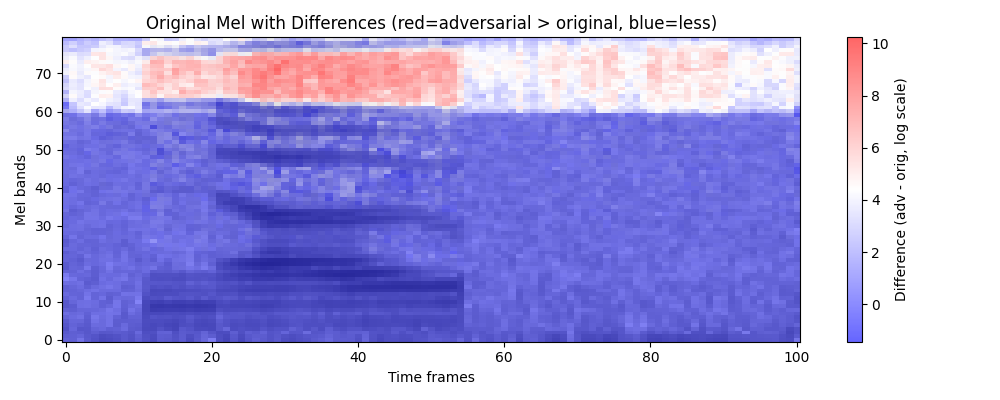 Original Mel with Differences (red=adversarial > original, blue=less)
Mel bands
70
60
50
40
30
20
10
0
0 20 40 60 80 100
Time frames
10
8
6
4
2
0
Difference (adv - orig, log scale)